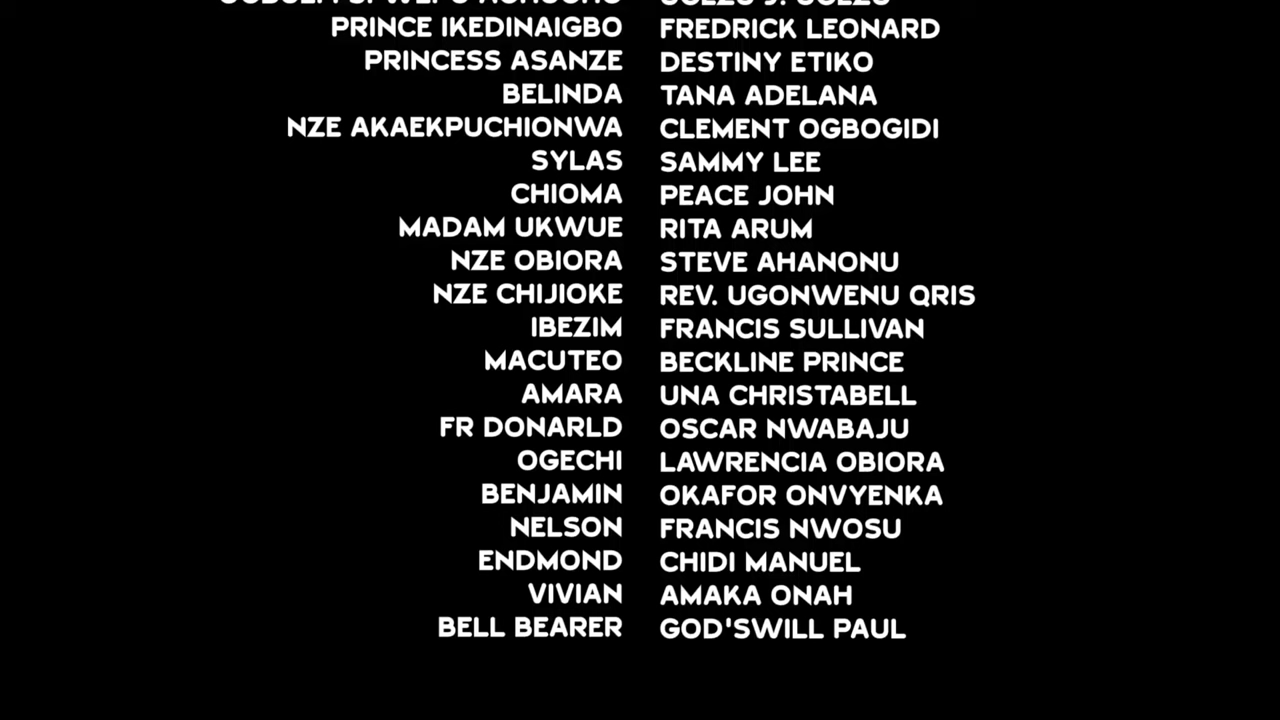 PRINCE IKEDINAIGBO FREDRICK LEONARD
PRINCESS ASANZE DESTINY ETIKO
BELINDA TANA ADELANA
NZE AKAEKPUCHIONWA CLEMENT OGBOGIDI
SYLAS SAMMY LEE
CHIOMA PEACE JOHN
MADAM UKWUE RITA ARUM
NZE OBIORA STEVE AHANONU
NZE CHIJIOKE REV. UGONWENU QRIS
IBEZIM FRANCIS SULLIVAN
MACUTEO BECKLINE PRINCE
AMARA UNA CHRISTABELL
FR DONARLD OSCAR NWABAJU
OGECHI LAWRENCIA OBIORA
BENJAMIN OKAFOR ONVYENKA
NELSON FRANCIS NWOSU
ENDMOND CHIDI MANUEL
VIVIAN AMAKA ONAH
BELL BEARER GOD'SWILL PAUL